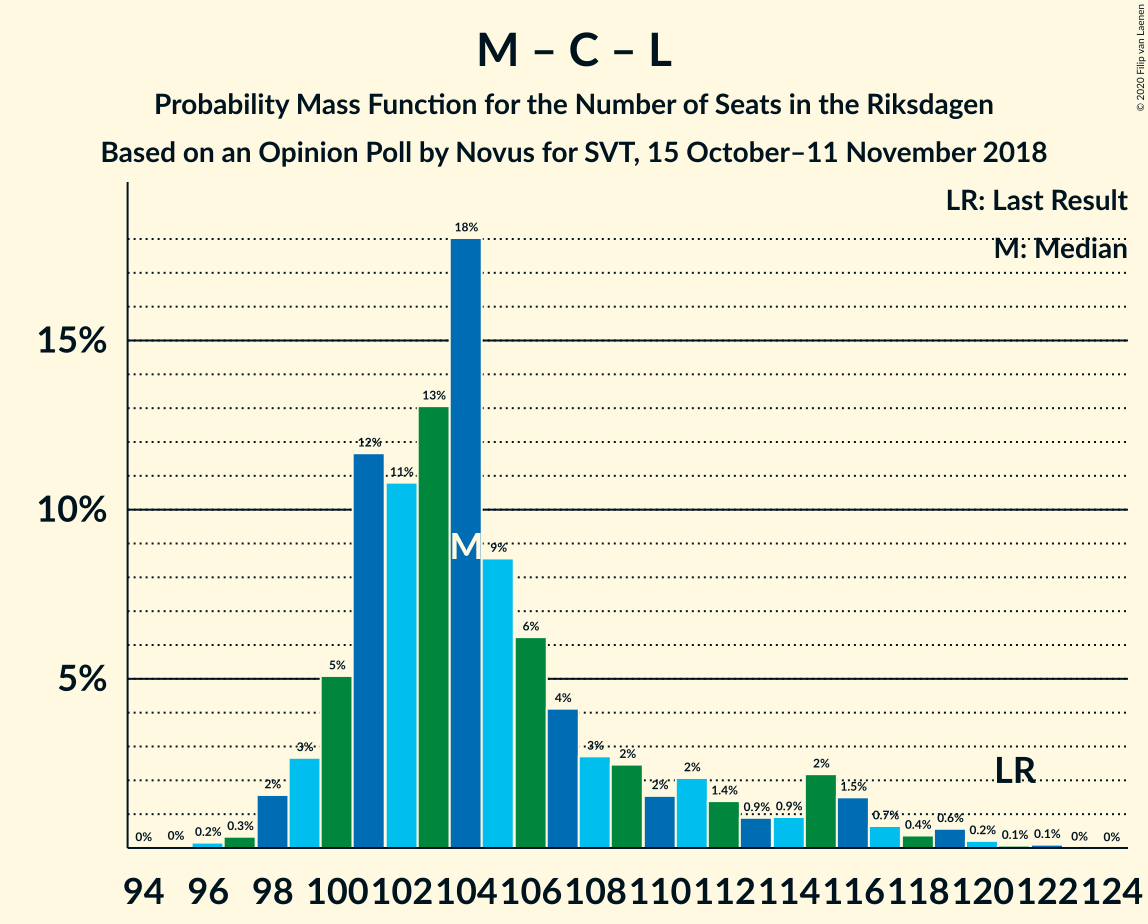 M – C – L
Probability Mass Function for the Number of Seats in the Riksdagen
Based on an Opinion Poll by Novus for SVT, 15 October–11 November 2018
© 2020 Filip van Laenen
LR: Last Result
M: Median
15%
10%
5%
0% 0% 0.2% 0.3% 2% 3% 5% 12% 11% 13% 18% 9% 6% 4% 3% 2% 2% 2% 1.4% 0.9% 0.9% 2% 1.5% 0.7% 0.4% 0.6% 0.2% 0.1% 0.1% 0% 0%
M
LR
94 96 98 100 102 104 106 108 110 112 114 116 118 120 122 124